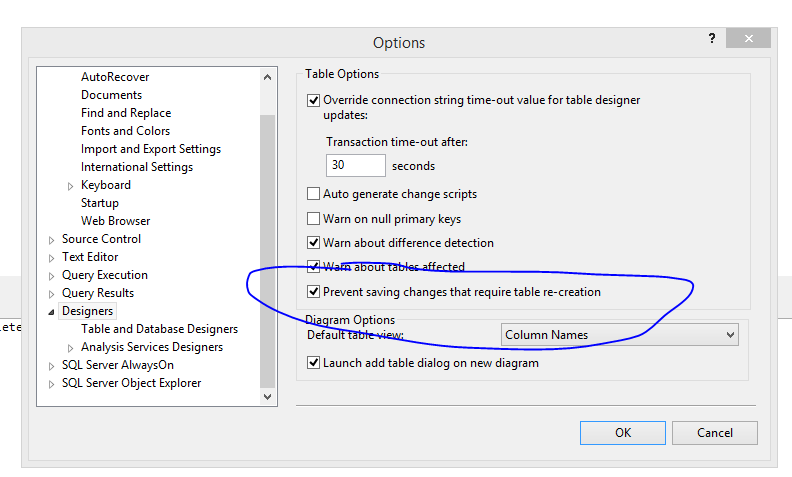 Options
?
AutoRecover
Documents
Find and Replace
Fonts and Colors
Import and Export Settings
International Settings
Keyboard
Startup
Web Browser
Source Control
Text Editor
Query Execution
Query Results
Designers
Table and Database Designers
Analysis Services Designers
SQL Server AlwaysOn
SQL Server Object Explorer
Table Options
Override connection string time-out value for table designer
updates:
Transaction time-out after:
30 seconds
Auto generate change scripts
Warn on null primary keys
Warn about difference detection
Warn about tables affected
Prevent saving changes that require table re-creation
Diagram Options
Default table view: Column Names
Launch add table dialog on new diagram
OK Cancel
lete